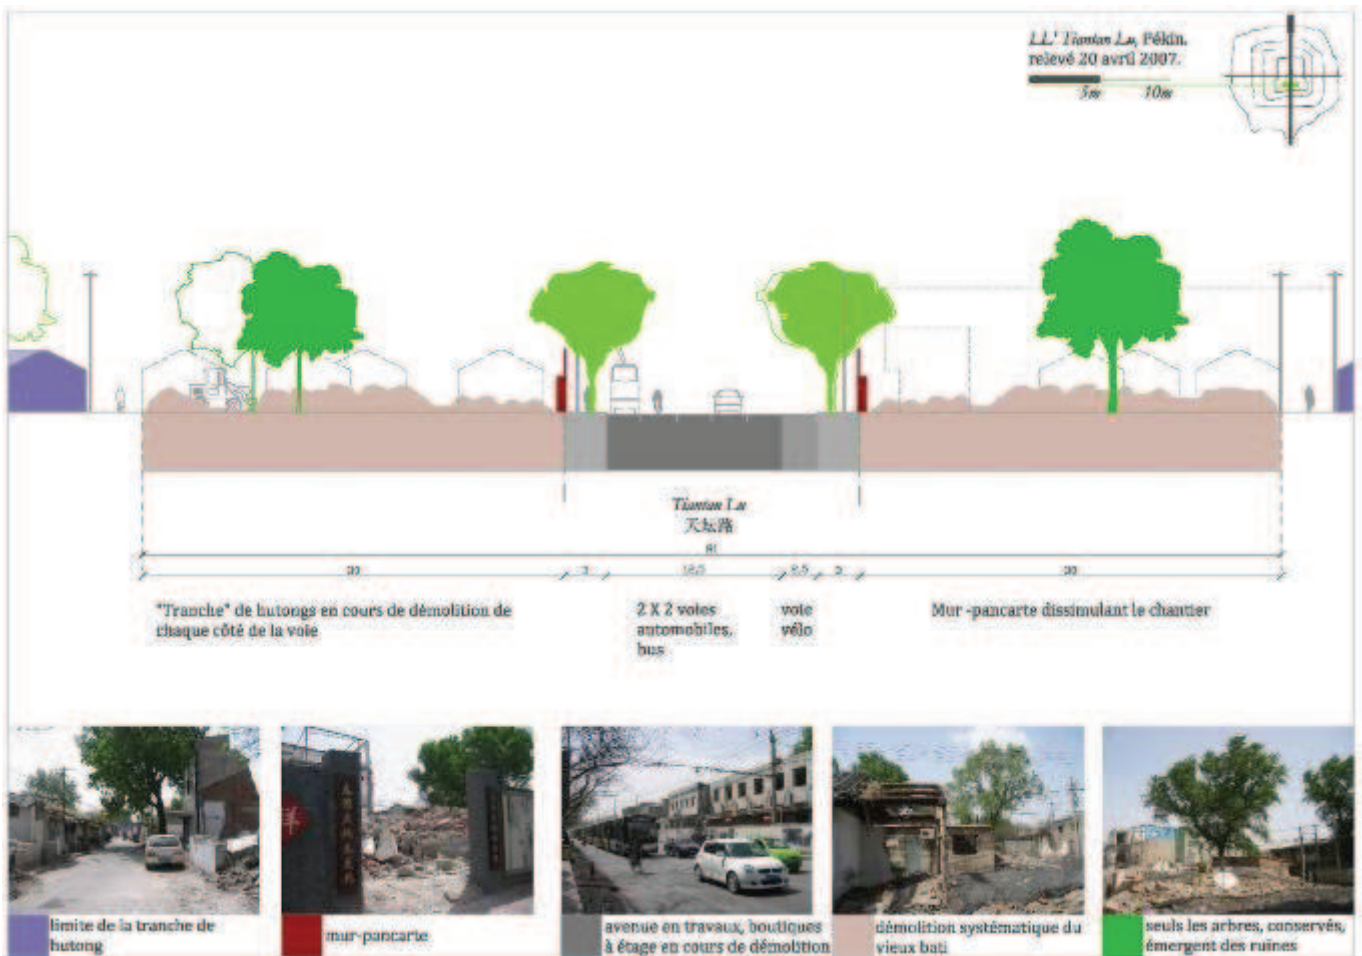 LL' Tiantan Lu, Pékin.
relevé 20 avril 2007.
5m 10m
Tiantan Lu
天坛路
"Tranche" de hutongs en cours de démolition de
chaque côté de la voie
2 X 2 voies
automobiles,
bus
voie
vélo
Mur -pancarte dissimulant le chantier
limite de la tranche de
hutong
mur-pancarte
avenue en travaux, boutiques
à étage en cours de démolition
démolition systématique du
vieux bati
seuls les arbres, conservés,
émergent des ruines